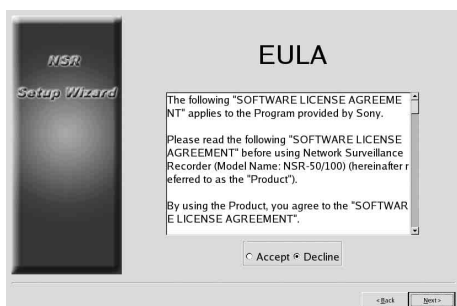 NSR
Setup Wizard
EULA
The following "SOFTWARE LICENSE AGREEME
NT" applies to the Program provided by Sony.
Please read the following "SOFTWARE LICENSE
AGREEMENT" before using Network Surveillance
Recorder (Model Name: NSR-50/100) (hereinafter r
eferred to as the "Product").
By using the Product, you agree to the "SOFTWAR
E LICENSE AGREEMENT".
Accept Decline
< Back Next >